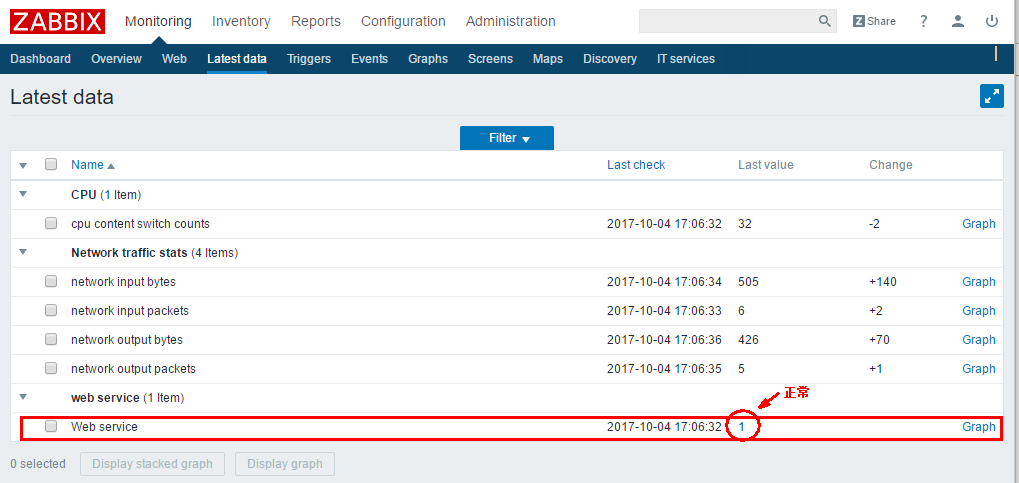 ZABBIX Monitoring Inventory Reports Configuration Administration Z Share ?
Dashboard Overview Web Latest data Triggers Events Graphs Screens Maps Discovery IT services
Latest data
Filter
Name Last check Last value Change
CPU (1 Item)
cpu content switch counts 2017-10-04 17:06:32 32 -2 Graph
Network traffic stats (4 Items)
network input bytes 2017-10-04 17:06:34 505 +140 Graph
network input packets 2017-10-04 17:06:33 6 +2 Graph
network output bytes 2017-10-04 17:06:36 426 +70 Graph
network output packets 2017-10-04 17:06:35 5 +1 Graph
web service (1 Item)
正常
Web service 2017-10-04 17:06:32 1 Graph
0 selected Display stacked graph Display graph